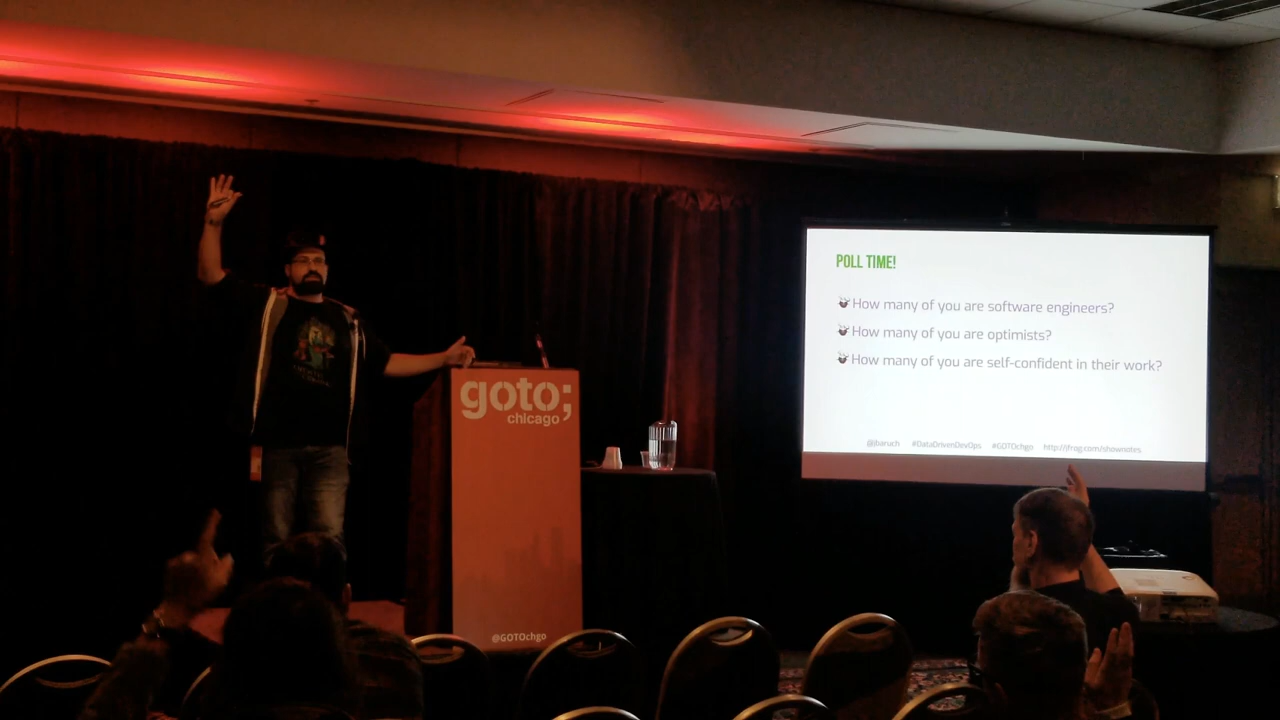 goto;
chicago
@GOTOchgo
POLL TIME!
How many of you are software engineers?
How many of you are optimists?
How many of you are self-confident in their work?
@jbaruch #DataDrivenDevOps #GOTOchgo http://jfrog.com/shownotes